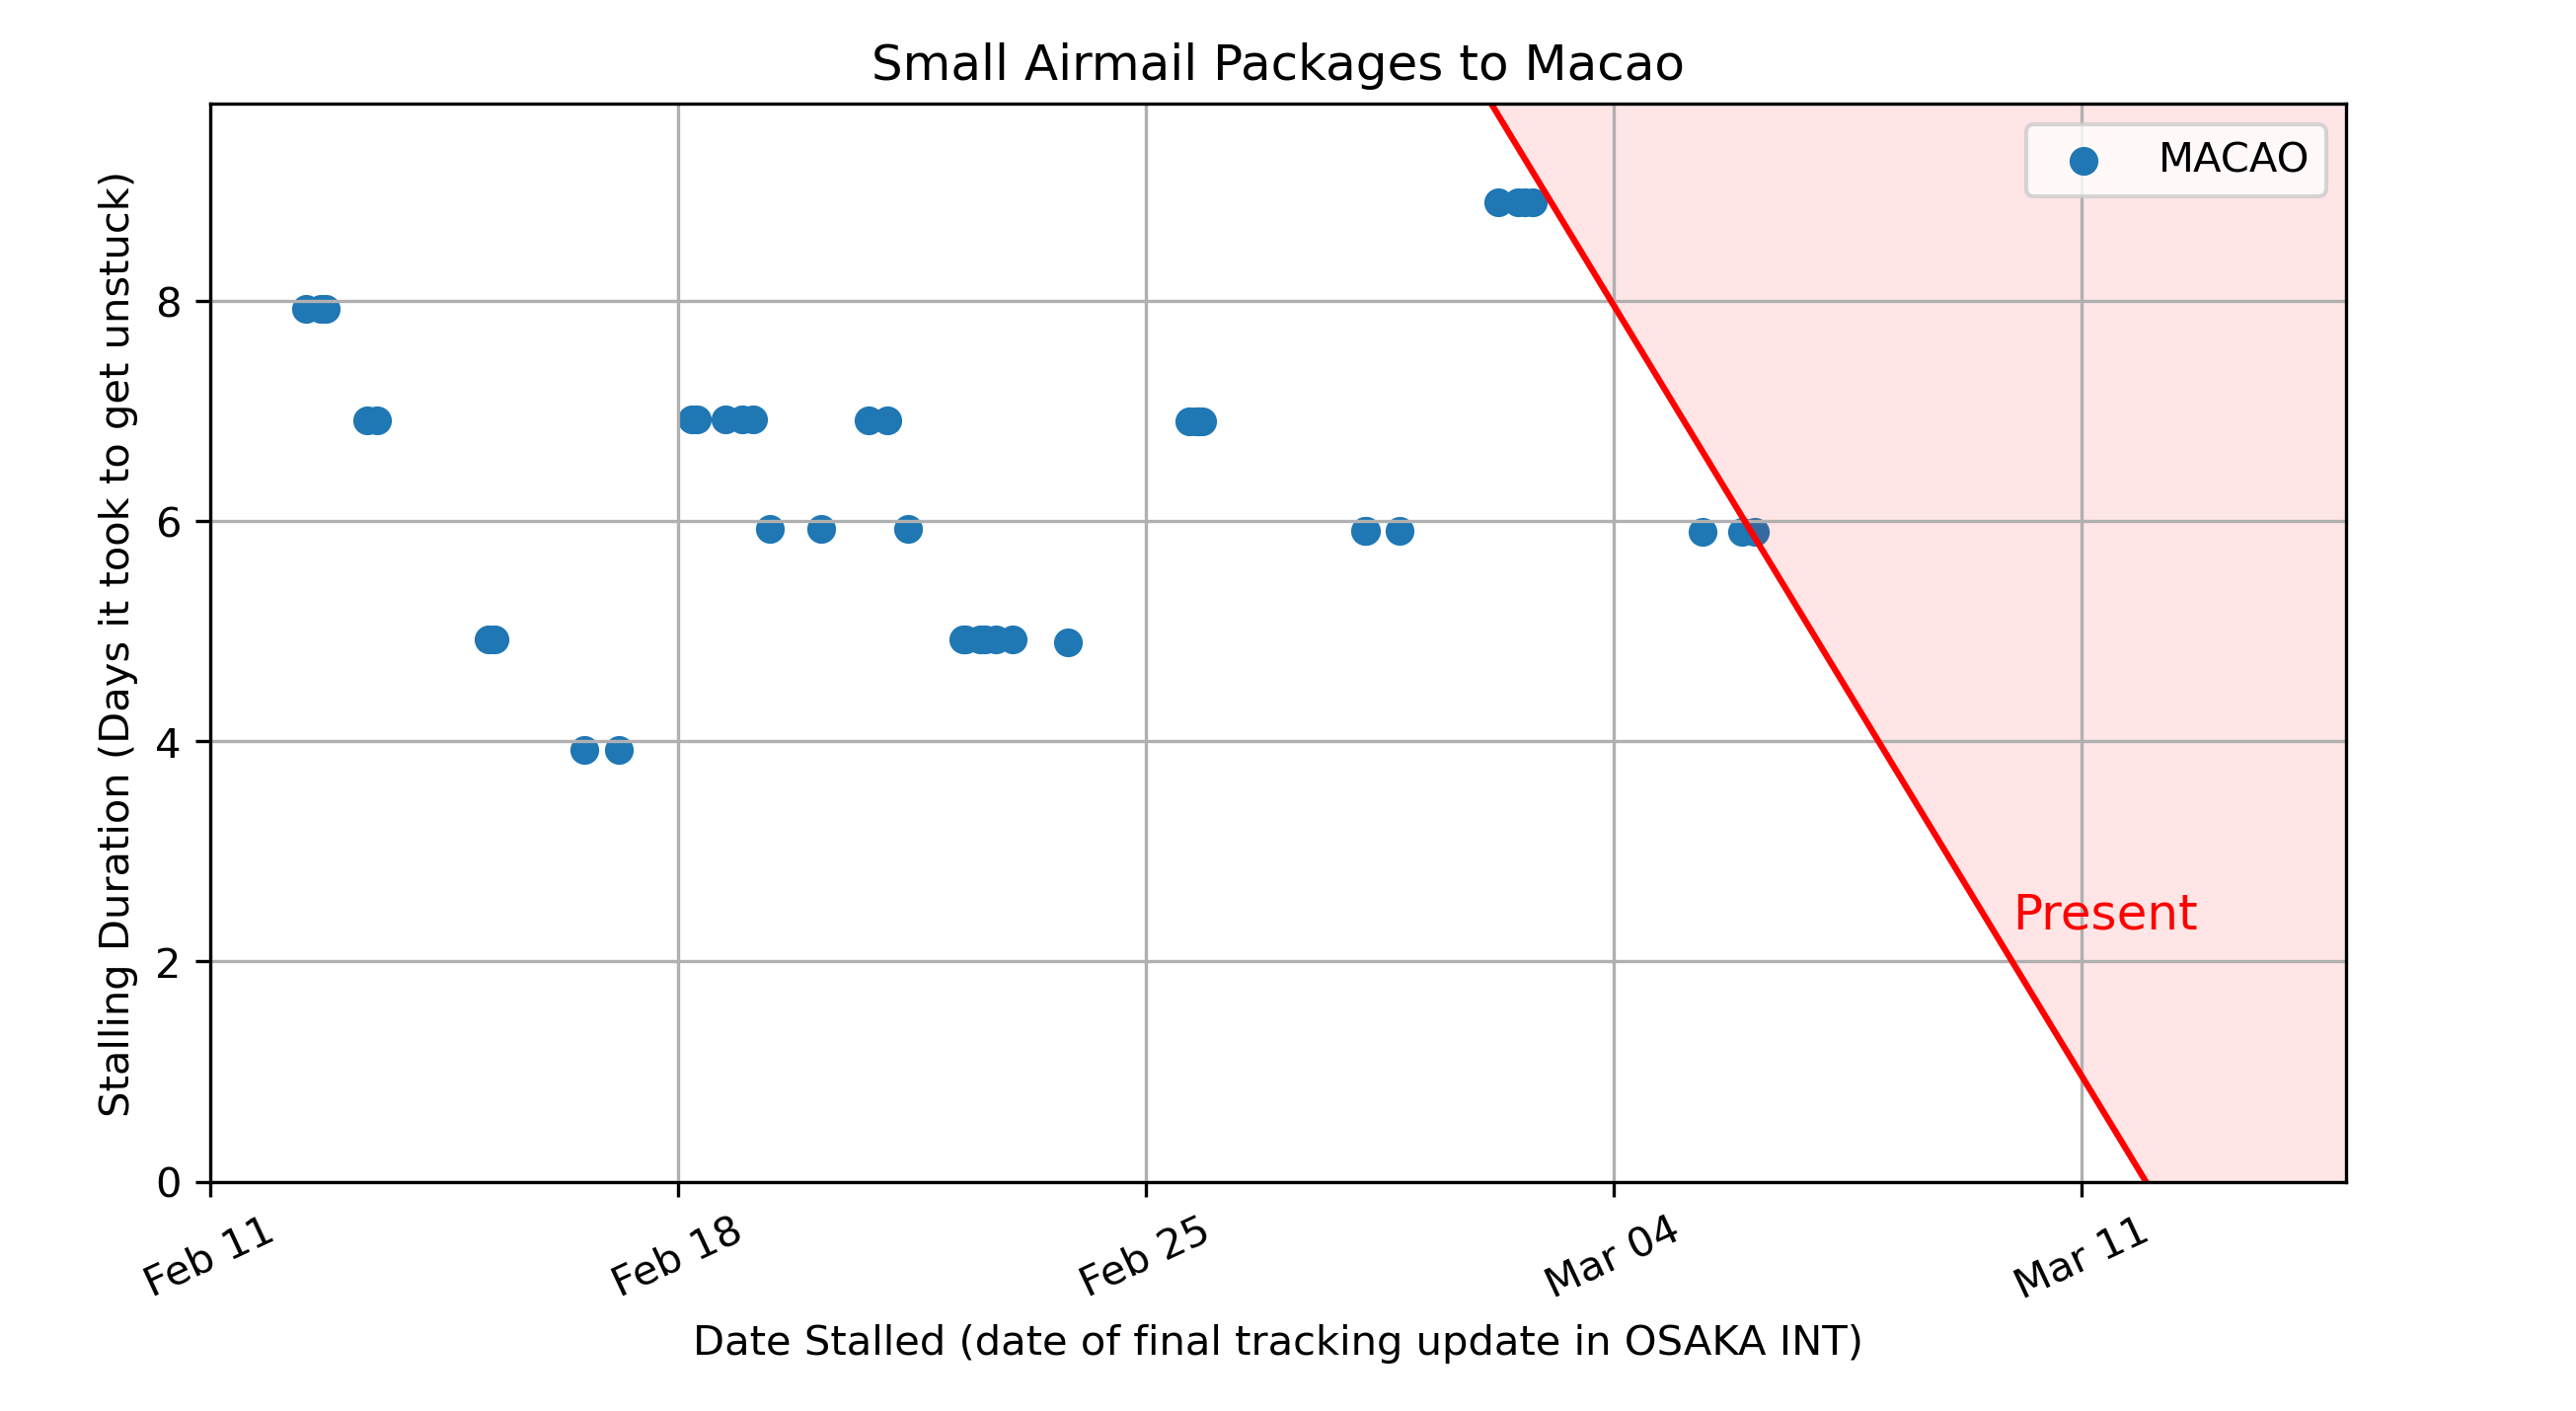 Small Airmail Packages to Macao
MACAO
Stalling Duration (Days it took to get unstuck)
8
6
4
2
0
Present
Feb 11
Feb 18
Feb 25
Mar 04
Mar 11
Date Stalled (date of final tracking update in OSAKA INT)